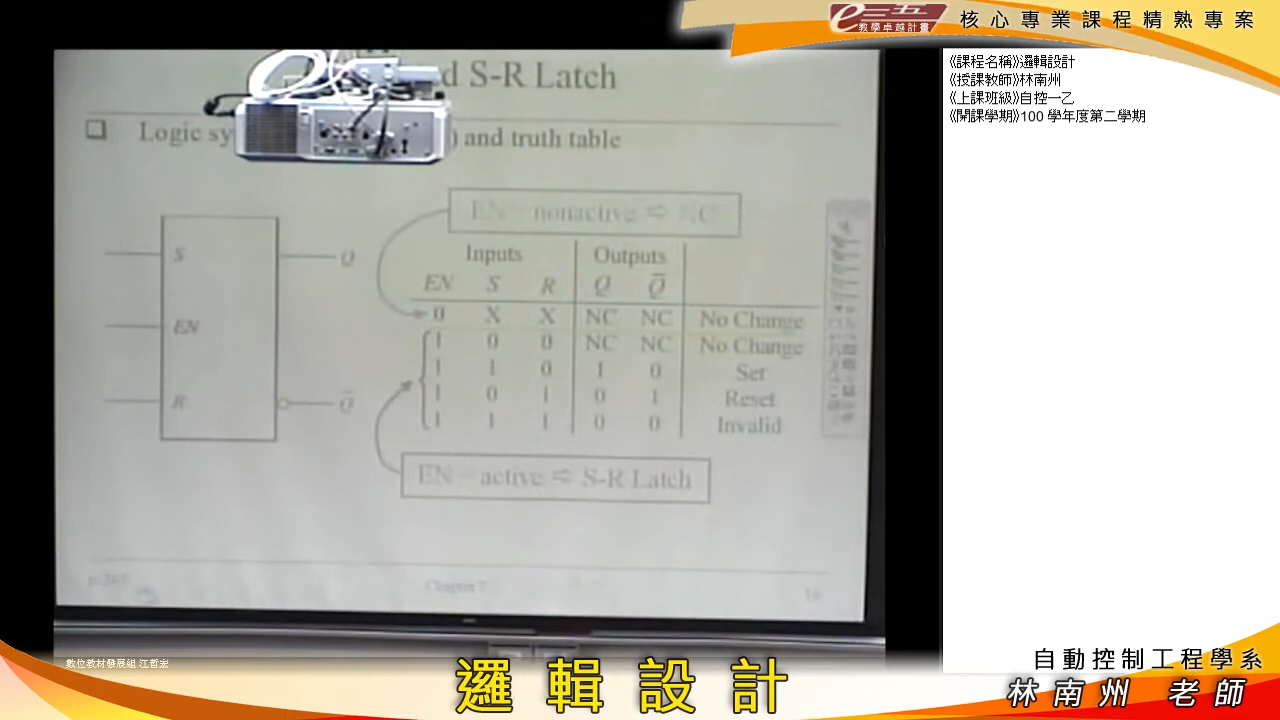 e三五
教學卓越計畫
核心專業課程精熟專案
《課程名稱》邏輯設計
《授課教師》林南州
《上課班級》自控一乙
《開課學期》100 學年度第二學期
S-R Latch
Logic
) and truth table
EN = nonactive ⇨ NC
Inputs Outputs
EN S R Q Q̅
0 X X NC NC No Change
1 0 0 NC NC No Change
1 1 0 1 0 Set
1 0 1 0 1 Reset
1 1 1 0 0 Invalid
S Q
EN
R Q̅
EN = active ⇨ S-R Latch
Chapter 7
數位教材發展組 江哲宏
邏輯設計
自動控制工程學系
林南州 老師